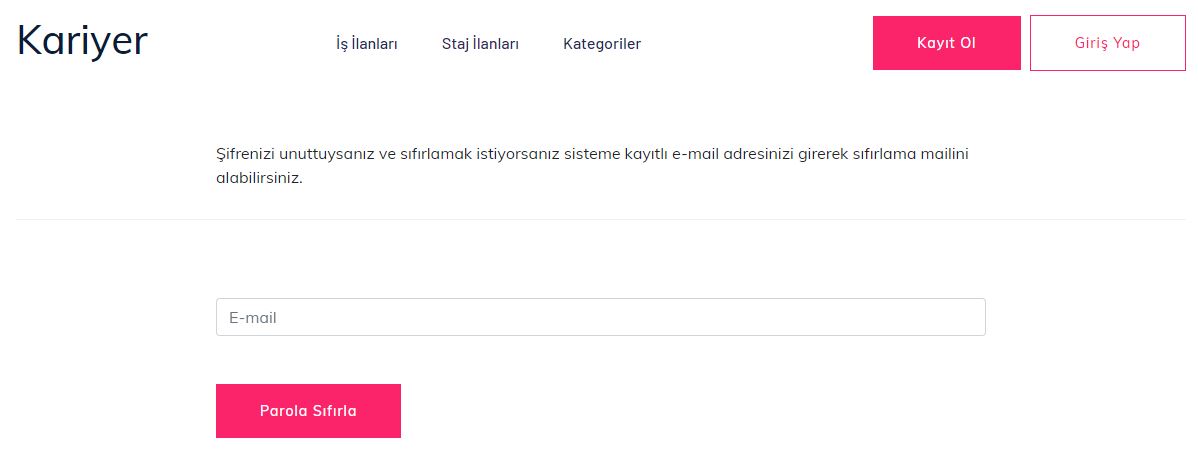 Kariyer
İş İlanları
Staj İlanları
Kategoriler
Kayıt Ol
Giriş Yap
Şifrenizi unuttuysanız ve sıfırlamak istiyorsanız sisteme kayıtlı e-mail adresinizi girerek sıfırlama mailini
alabilirsiniz.
E-mail
Parola Sıfırla